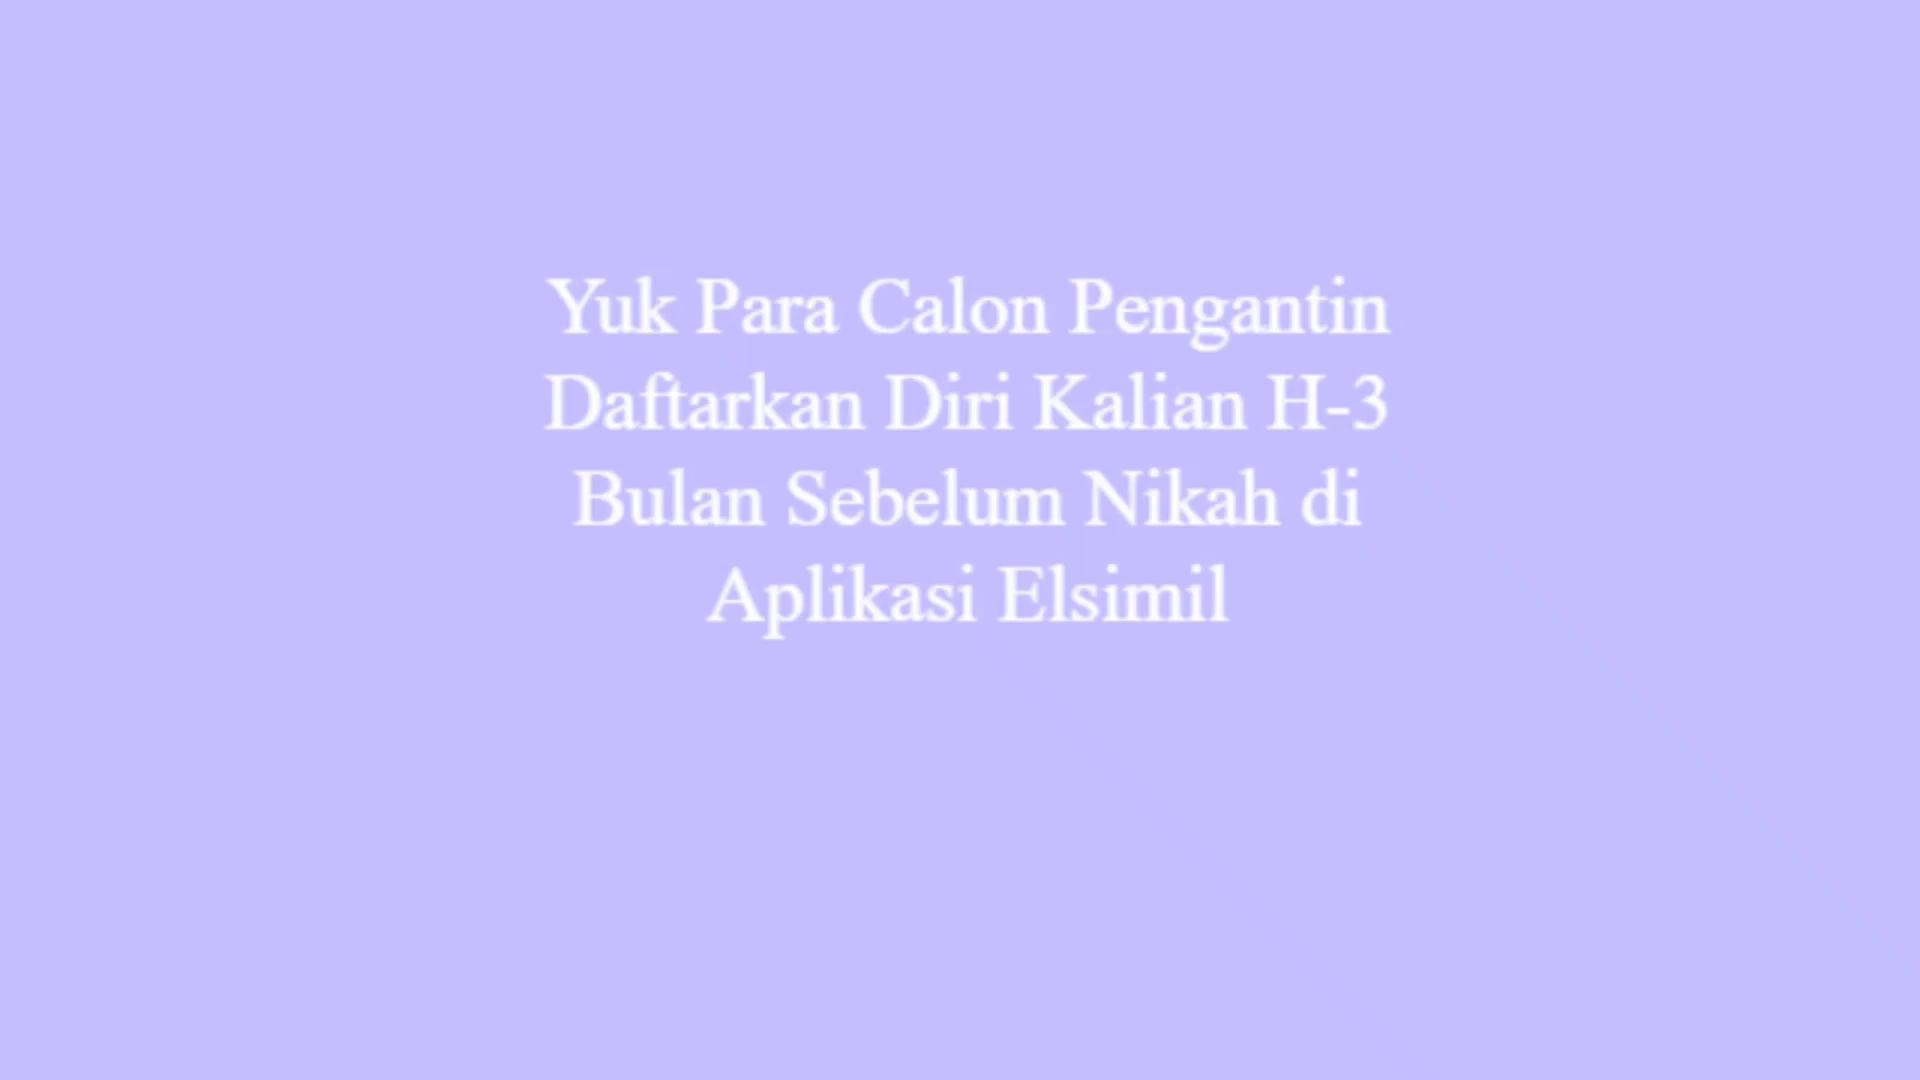 Yuk Para Calon Pengantin
Daftarkan Diri Kalian H-3
Bulan Sebelum Nikah di
Aplikasi Elsimil